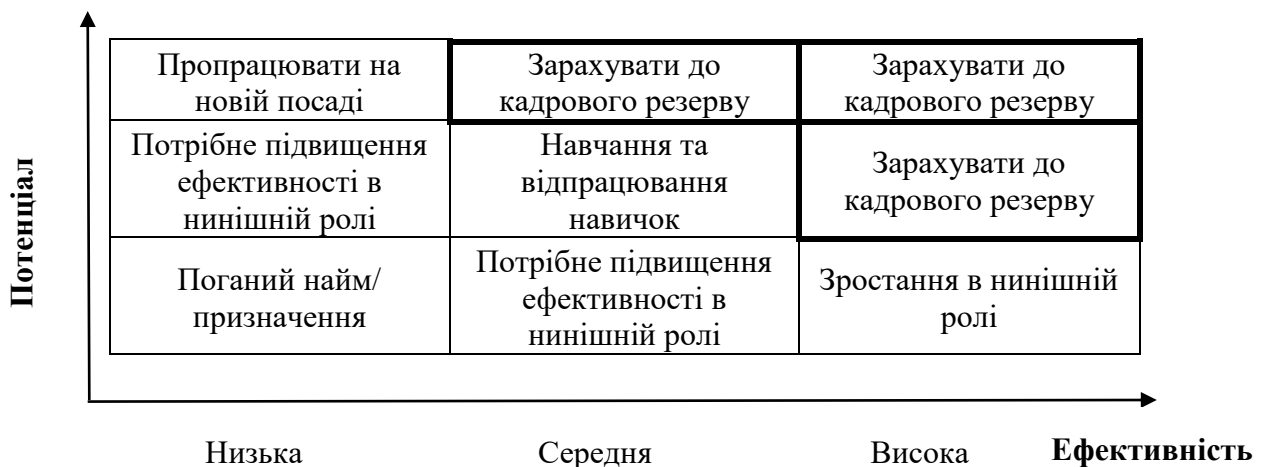 Потенціал
Пропрацювати на
новій посаді
Зарахувати до
кадрового резерву
Зарахувати до
кадрового резерву
Потрібне підвищення
ефективності в
нинішній ролі
Навчання та
відпрацювання
навичок
Зарахувати до
кадрового резерву
Поганий найм/
призначення
Потрібне підвищення
ефективності в
нинішній ролі
Зростання в нинішній
ролі
Низька
Середня
Висока
Ефективність